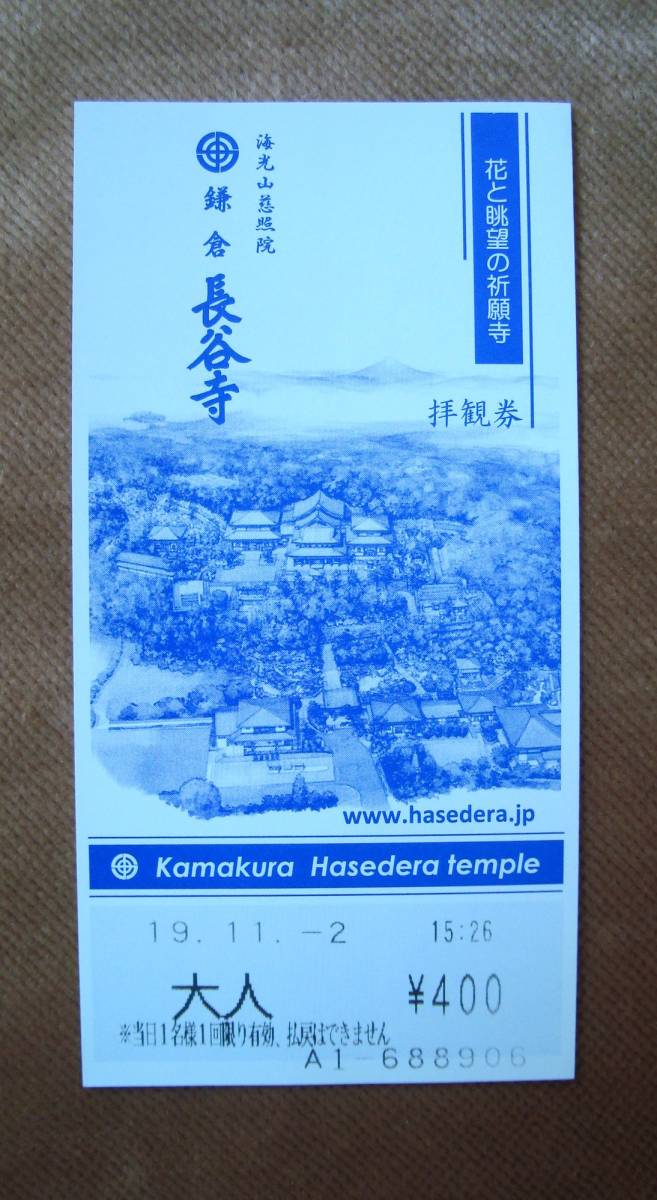 花と眺望の祈願寺
拝観券
海光山慈照院
鎌倉
長谷寺
www.hasedera.jp
Kamakura Hasedera temple
19. 11. -2 15:26
大人 ¥400
※当日1名様1回限り有効、払戻はできません
A1-688906